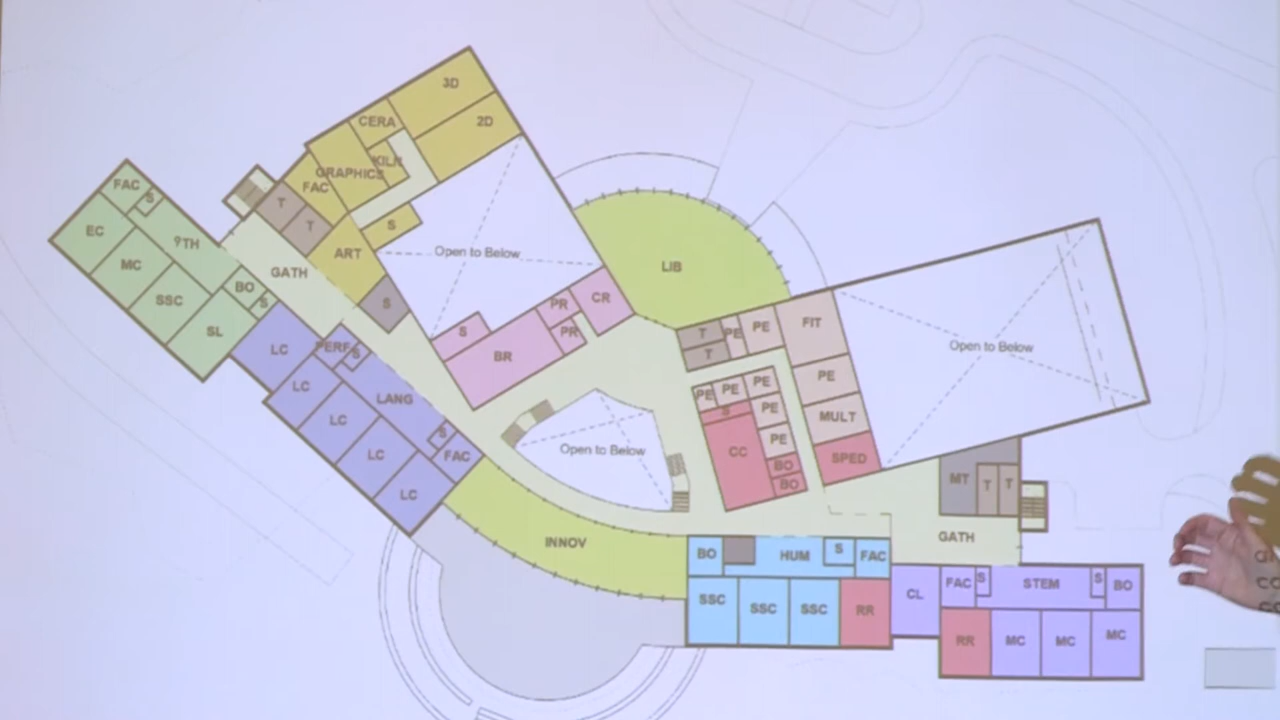 3D
CERA
2D
KILN
GRAPHICS
FAC
FAC
S
T
T
S
EC
9TH
ART
Open to Below
MC
GATH
LIB
BO
S
SSC
S
PR
CR
SL
S
PR
BR
LC
PERF
S
LC
LANG
LC
S
FAC
LC
LC
T
PE
PE
FIT
T
Open to Below
PE
PE
PE
PE
PE
S
MULT
CC
PE
SPED
BO
BO
Open to Below
MT
T
T
INNOV
GATH
BO
HUM
S
FAC
SSC
SSC
SSC
RR
CL
FAC
S
STEM
S
BO
RR
MC
MC
MC